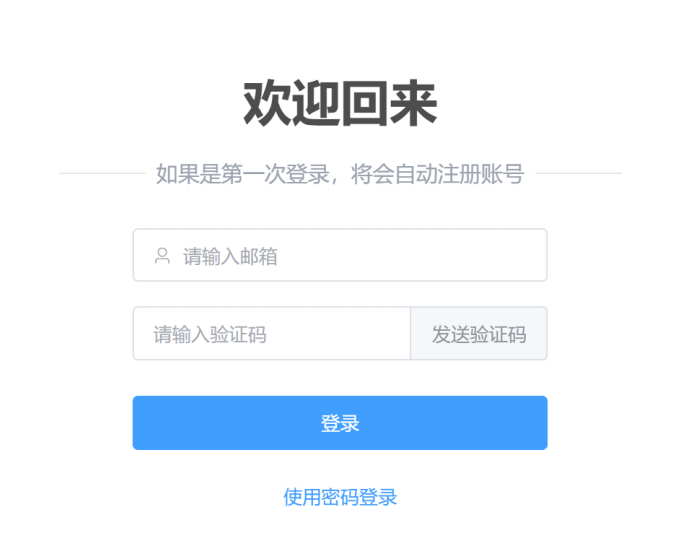 欢迎回来
如果是第一次登录，将会自动注册账号
请输入邮箱
请输入验证码 发送验证码
登录
使用密码登录